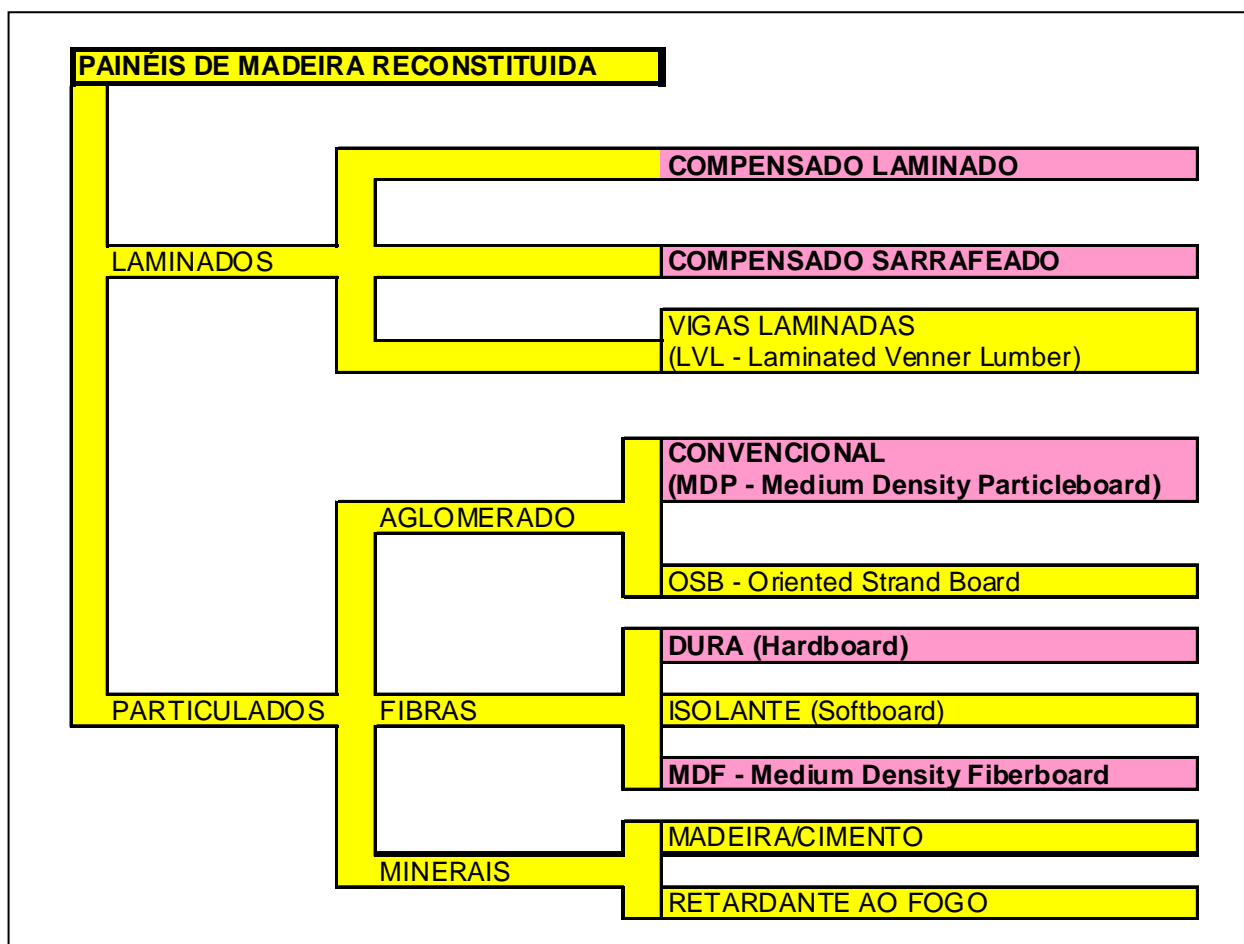 PAINÉIS DE MADEIRA RECONSTITUIDA
COMPENSADO LAMINADO
LAMINADOS
COMPENSADO SARRAFEADO
VIGAS LAMINADAS
(LVL - Laminated Venner Lumber)
CONVENCIONAL
(MDP - Medium Density Particleboard)
AGLOMERADO
OSB - Oriented Strand Board
DURA (Hardboard)
PARTICULADOS
FIBRAS
ISOLANTE (Softboard)
MDF - Medium Density Fiberboard
MADEIRA/CIMENTO
MINERAIS
RETARDANTE AO FOGO